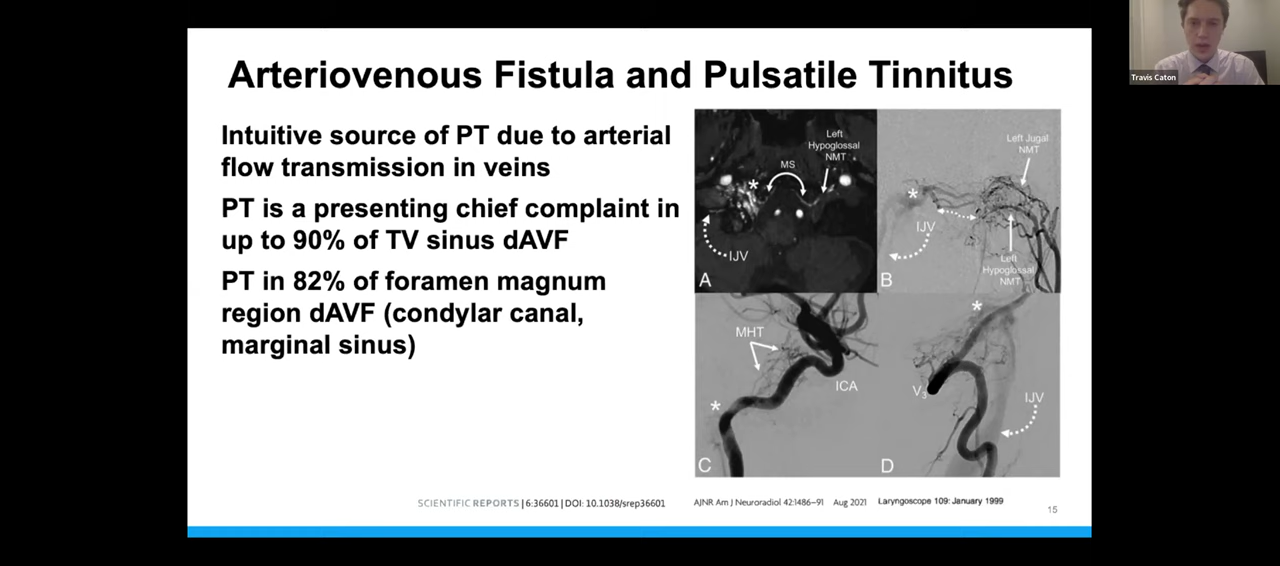 Arteriovenous Fistula and Pulsatile Tinnitus
Travis Caton
Intuitive source of PT due to arterial
flow transmission in veins
PT is a presenting chief complaint in
up to 90% of TV sinus dAVF
PT in 82% of foramen magnum
region dAVF (condylar canal,
marginal sinus)
Left
Hypoglossal
NMT
MS
*
IJV
A
Left Jugal
NMT
*
IJV
Left
Hypoglossal
NMT
B
MHT
ICA
*
C
*
V3
IJV
D
SCIENTIFIC REPORTS | 6:36601 | DOI: 10.1038/srep36601
AJNR Am J Neuroradiol 42:1486–91 Aug 2021
Laryngoscope 109: January 1999
15